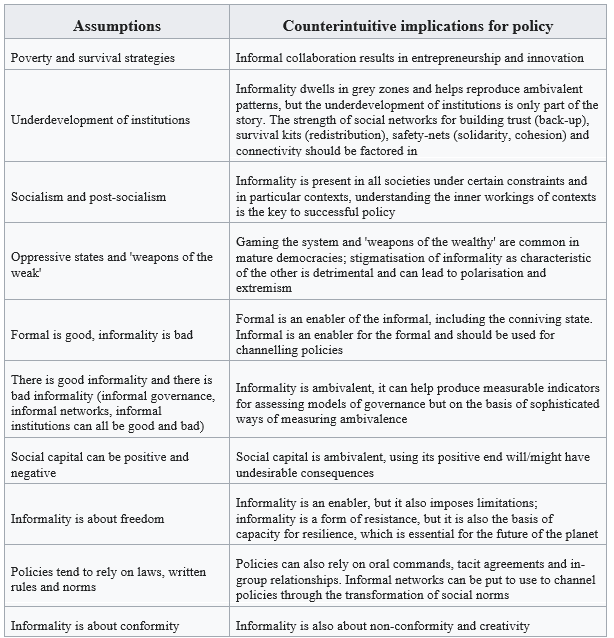 Assumptions
Counterintuitive implications for policy
Poverty and survival strategies
Informal collaboration results in entrepreneurship and innovation
Underdevelopment of institutions
Informality dwells in grey zones and helps reproduce ambivalent
patterns, but the underdevelopment of institutions is only part of the
story. The strength of social networks for building trust (back-up),
survival kits (redistribution), safety-nets (solidarity, cohesion) and
connectivity should be factored in
Socialism and post-socialism
Informality is present in all societies under certain constraints and
in particular contexts, understanding the inner workings of contexts
is the key to successful policy
Oppressive states and 'weapons of the
weak'
Gaming the system and 'weapons of the wealthy' are common in
mature democracies; stigmatisation of informality as characteristic
of the other is detrimental and can lead to polarisation and
extremism
Formal is good, informality is bad
Formal is an enabler of the informal, including the conniving state.
Informal is an enabler for the formal and should be used for
channelling policies
There is good informality and there is
bad informality (informal governance,
informal networks, informal
institutions can all be good and bad)
Informality is ambivalent, it can help produce measurable indicators
for assessing models of governance but on the basis of sophisticated
ways of measuring ambivalence
Social capital can be positive and
negative
Social capital is ambivalent, using its positive end will/might have
undesirable consequences
Informality is about freedom
Informality is an enabler, but it also imposes limitations;
informality is a form of resistance, but it is also the basis of
capacity for resilience, which is essential for the future of the planet
Policies tend to rely on laws, written
rules and norms
Policies can also rely on oral commands, tacit agreements and in-
group relationships. Informal networks can be put to use to channel
policies through the transformation of social norms
Informality is about conformity
Informality is also about non-conformity and creativity